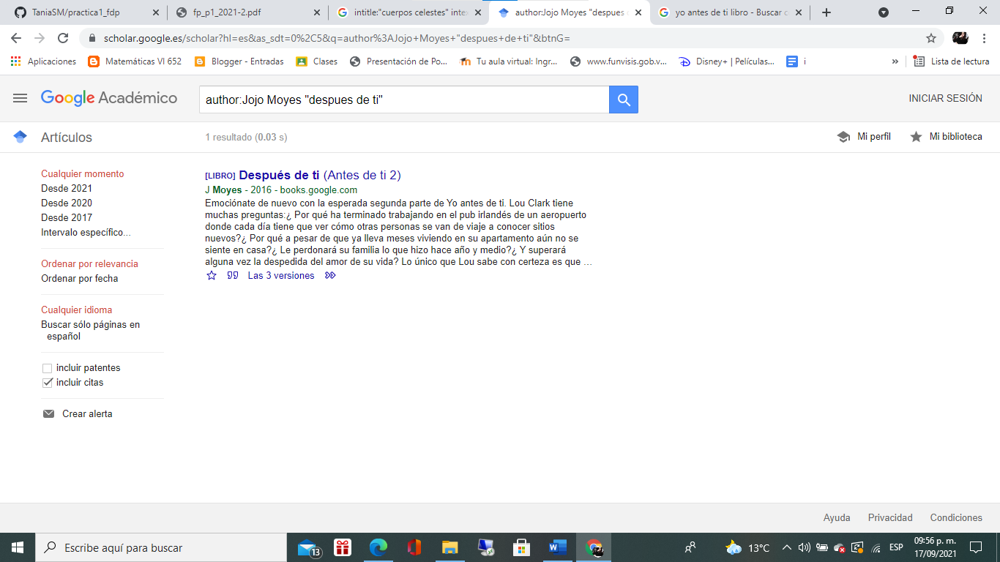 TaniaSM/practica1_fdp
fp_p1_2021-2.pdf
intitle:"cuerpos celestes" inte
author:Jojo Moyes "despues
yo antes de ti libro - Buscar c
scholar.google.es/scholar?hl=es&as_sdt=0%2C5&q=author%3AJojo+Moyes+"despues+de+ti"&btnG=
Aplicaciones
Matemáticas VI 652
Blogger - Entradas
Clases
Presentación de Po...
Tu aula virtual: Ingr...
www.funvisis.gob.v...
Disney+ | Películas...
i
»
Lista de lectura
Google Académico
author:Jojo Moyes "despues de ti"
INICIAR SESIÓN
Artículos
1 resultado (0.03 s)
Mi perfil
Mi biblioteca
Cualquier momento
Desde 2021
Desde 2020
Desde 2017
Intervalo específico...
Ordenar por relevancia
Ordenar por fecha
Cualquier idioma
Buscar sólo páginas en
español
incluir patentes
incluir citas
Crear alerta
[LIBRO] Después de ti (Antes de ti 2)
J Moyes - 2016 - books.google.com
Emociónate de nuevo con la esperada segunda parte de Yo antes de ti. Lou Clark tiene
muchas preguntas:¿ Por qué ha terminado trabajando en el pub irlandés de un aeropuerto
donde cada día tiene que ver cómo otras personas se van de viaje a conocer sitios
nuevos?¿ Por qué a pesar de que ya lleva meses viviendo en su apartamento aún no se
siente en casa?¿ Le perdonará su familia lo que hizo hace año y medio?¿ Y superará
alguna vez la despedida del amor de su vida? Lo único que Lou sabe con certeza es que ...
Las 3 versiones
Ayuda
Privacidad
Condiciones
Escribe aquí para buscar
13
13°C
ESP
09:56 p. m.
17/09/2021